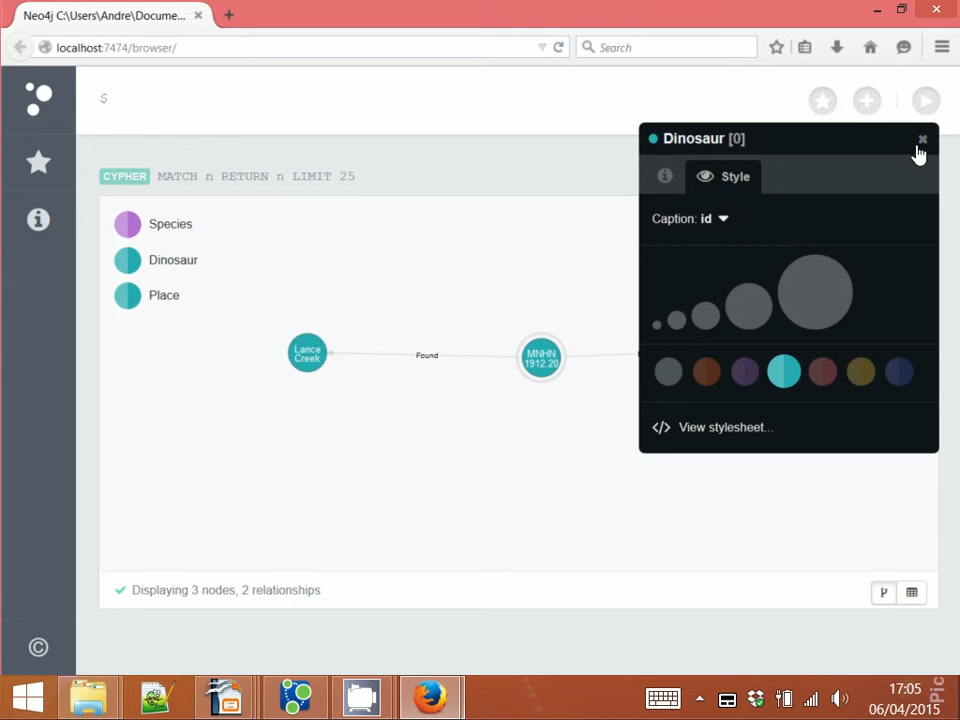 Neo4j C:\Users\Andre\Docume...
localhost:7474/browser/
Search
$
CYPHER MATCH n RETURN n LIMIT 25
Species
Dinosaur
Place
Lance
Creek
Found
MNHN
1912.20
Dinosaur [0]
Style
Caption: id
</> View stylesheet...
Displaying 3 nodes, 2 relationships
©
17:05
06/04/2015
Pic